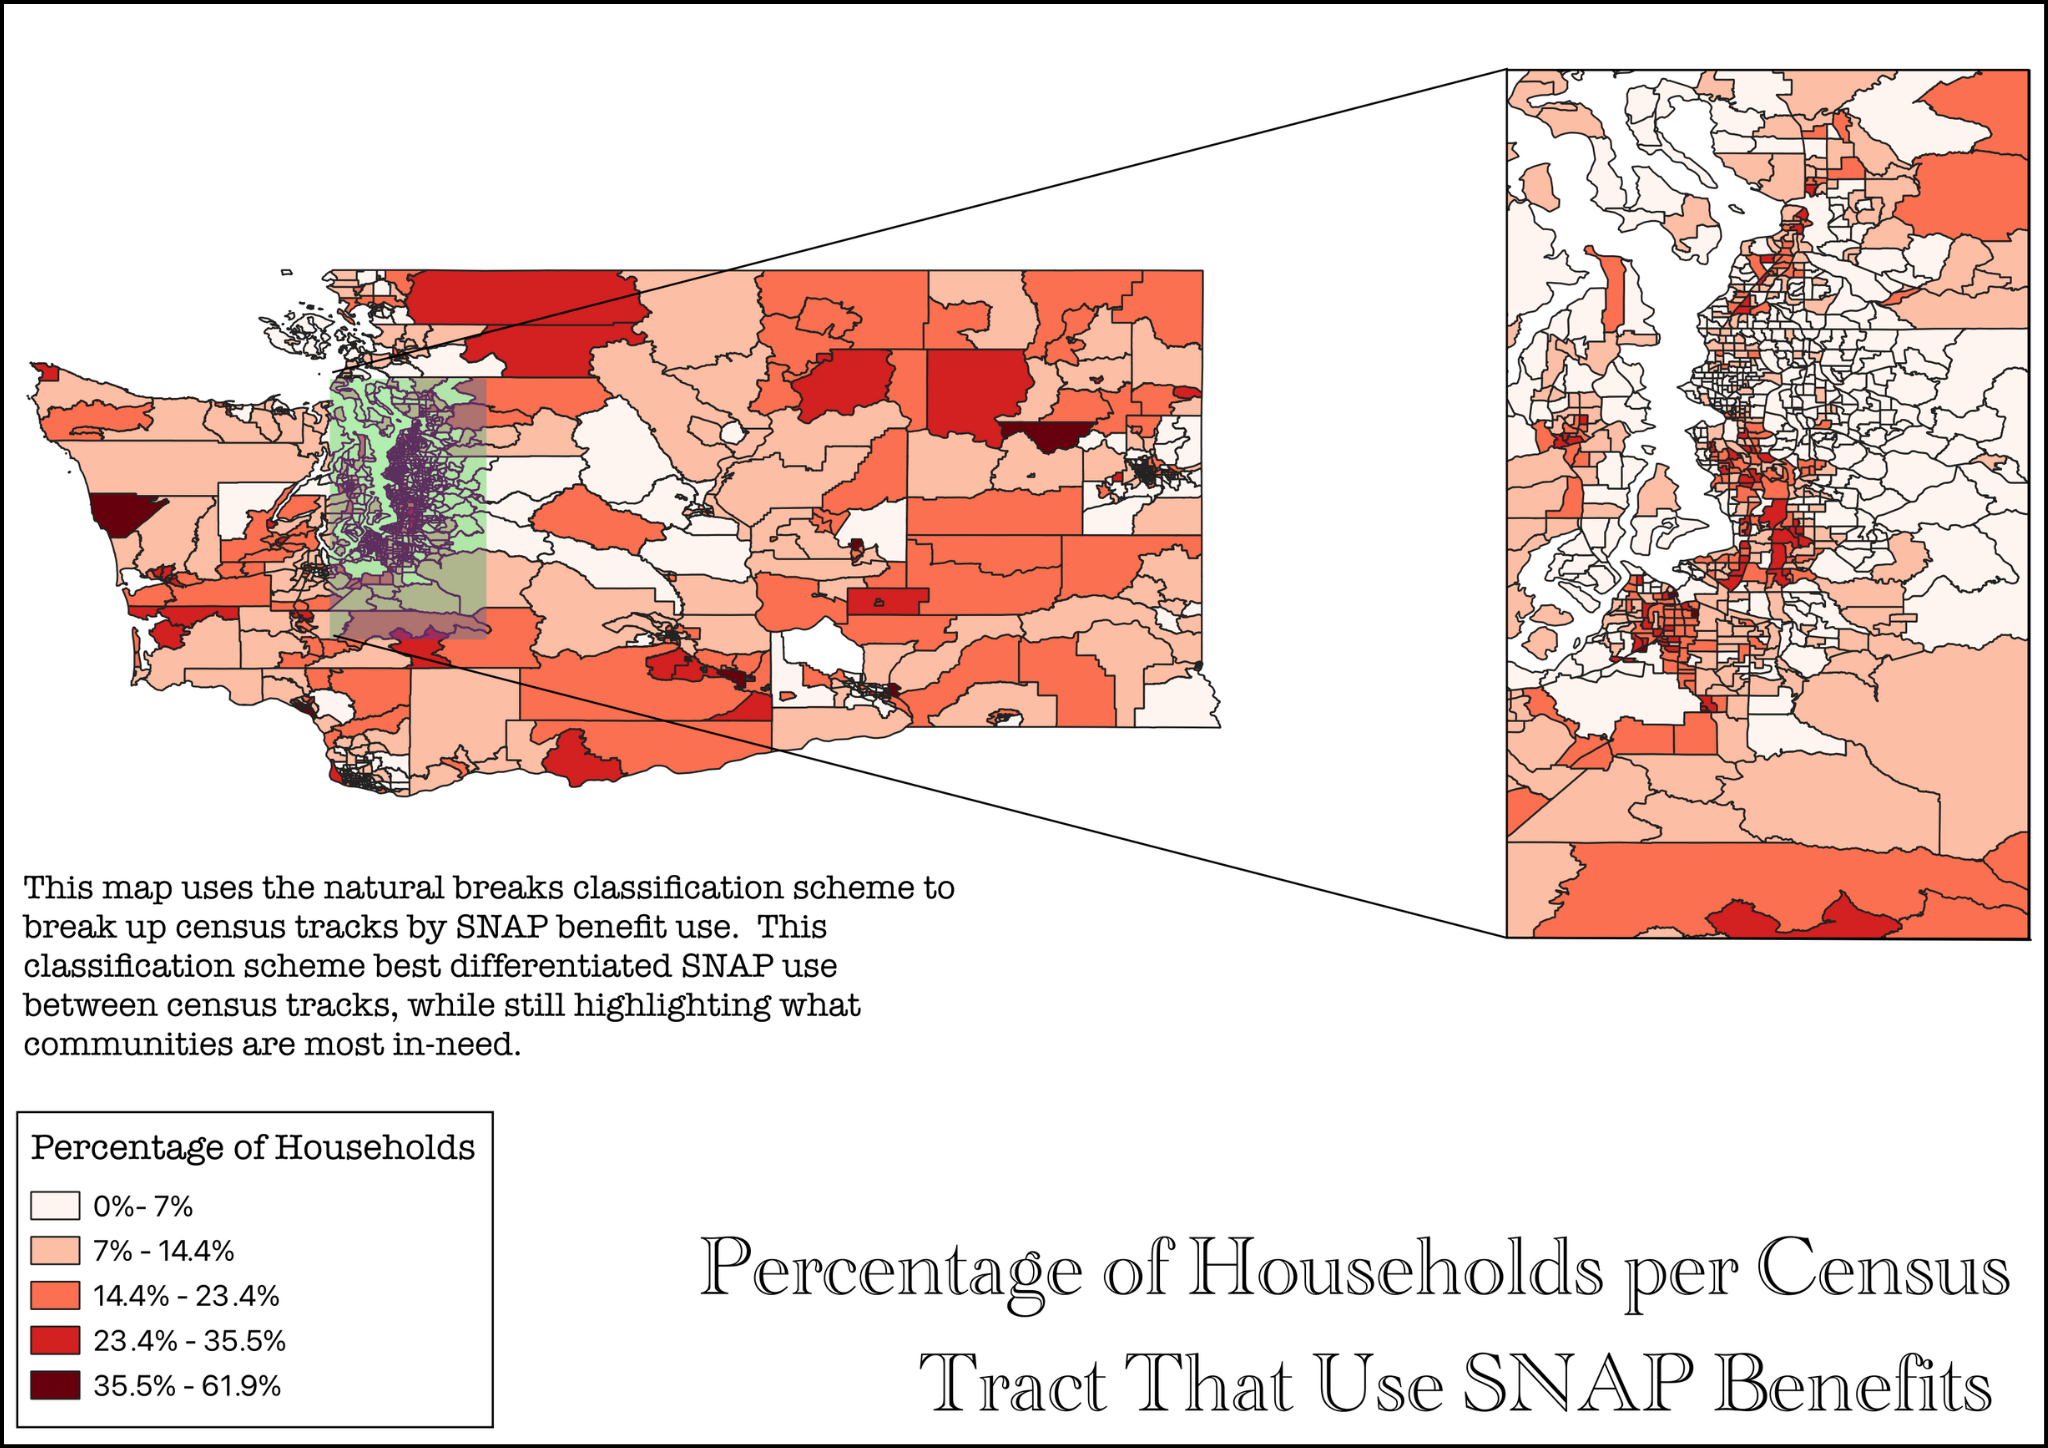 This map uses the natural breaks classification scheme to
break up census tracks by SNAP benefit use.  This
classification scheme best differentiated SNAP use
between census tracks, while still highlighting what
communities are most in-need.
Percentage of Households
0%- 7%
7% - 14.4%
14.4% - 23.4%
23.4% - 35.5%
35.5% - 61.9%
Percentage of Households per Census
Tract That Use SNAP Benefits